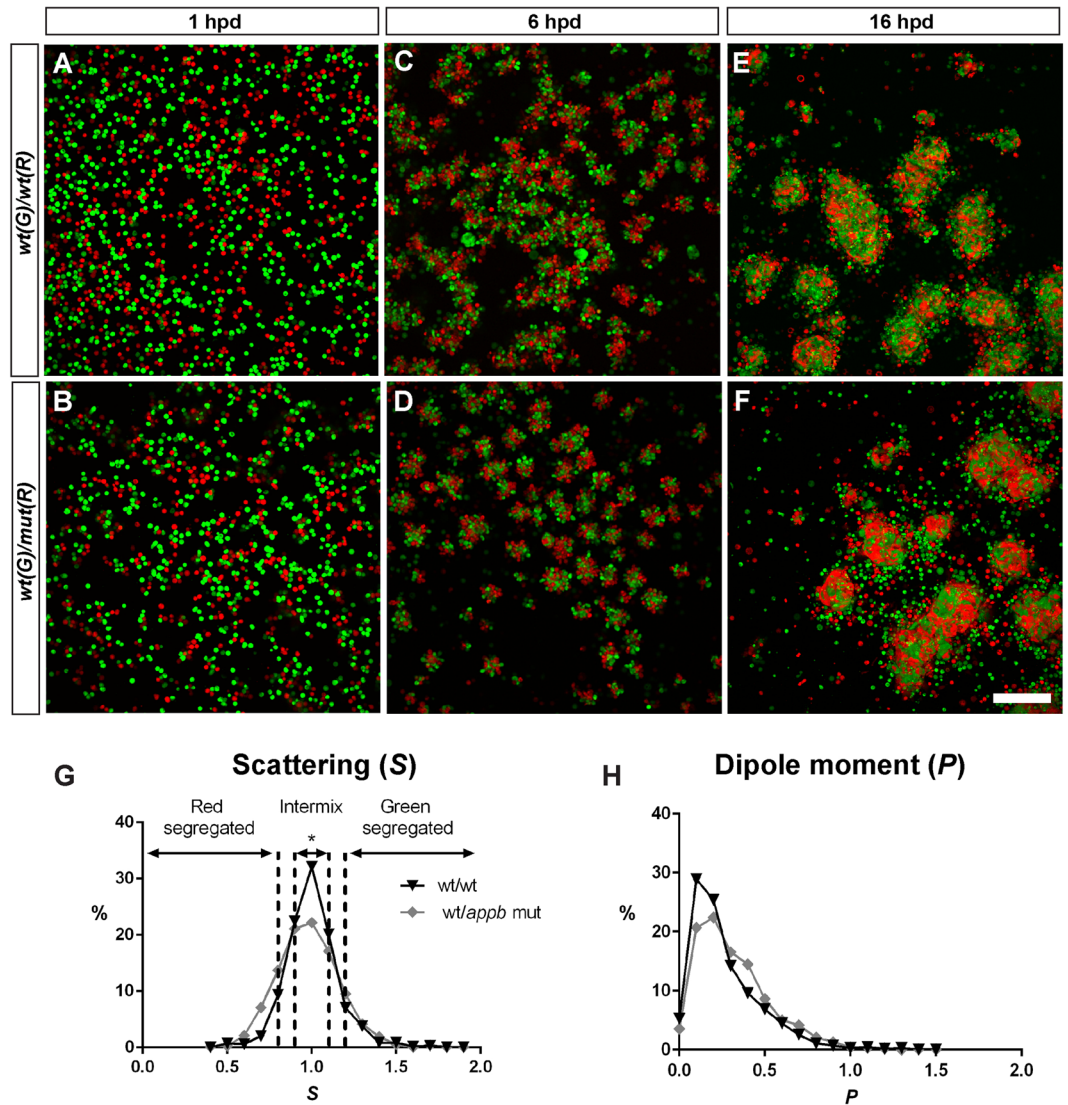 1 hpd
6 hpd
16 hpd
wt(G)/wt(R)
A
C
E
wt(G)/mut(R)
B
D
F
G
Scattering (S)
Red
segregated
Intermix
Green
segregated
*
40
30
20
10
0
%
wt/wt
wt/appb mut
0.0
0.5
1.0
1.5
2.0
S
H
Dipole moment (P)
40
30
20
10
0
%
0.0
0.5
1.0
1.5
2.0
P